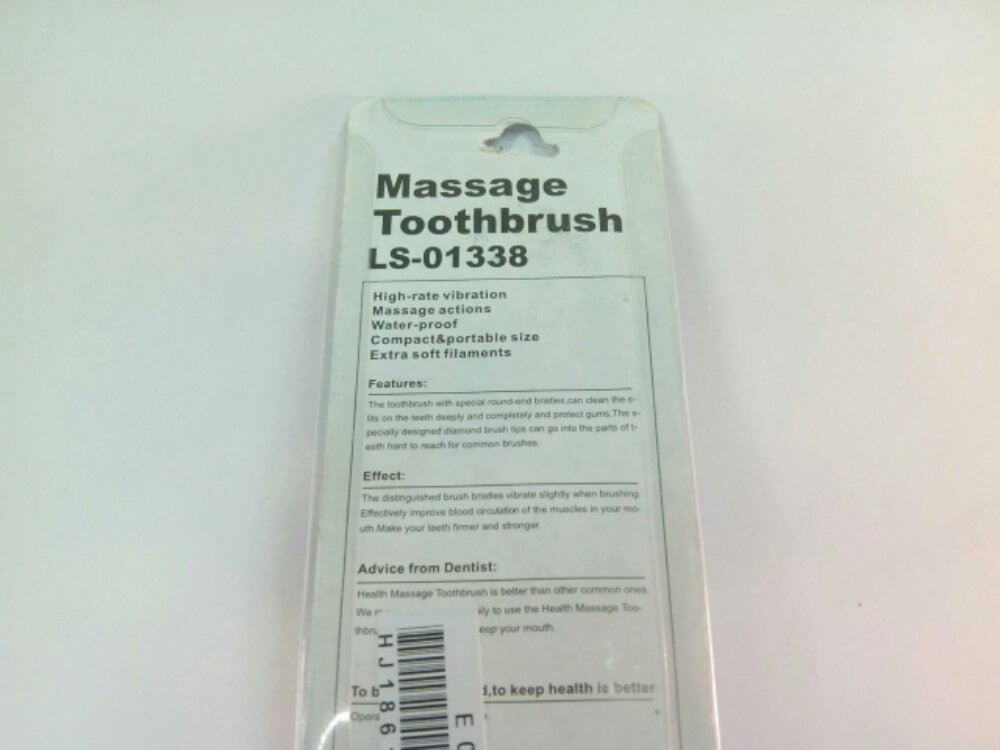 Massage
Toothbrush
LS-01338
High-rate vibration
Massage actions
Water-proof
Compact&portable size
Extra soft filaments
Features:
The toothbrush with special round-end bristles,can clean the s-
lits on the teeth deeply and completely and protect gums.The s-
pecially designed diamond brush tips can go into the parts of t-
eeth hard to reach for common brushes.
Effect:
The distinguished brush bristles vibrate slightly when brushing.
Effectively improve blood circulation of the muscles in your mo-
uth.Make your teeth firmer and stronger.
Advice from Dentist:
Health Massage Toothbrush is better than other common ones.
We to use the Health Massage Too-
your mouth.
To ,to keep health is better
HJ186